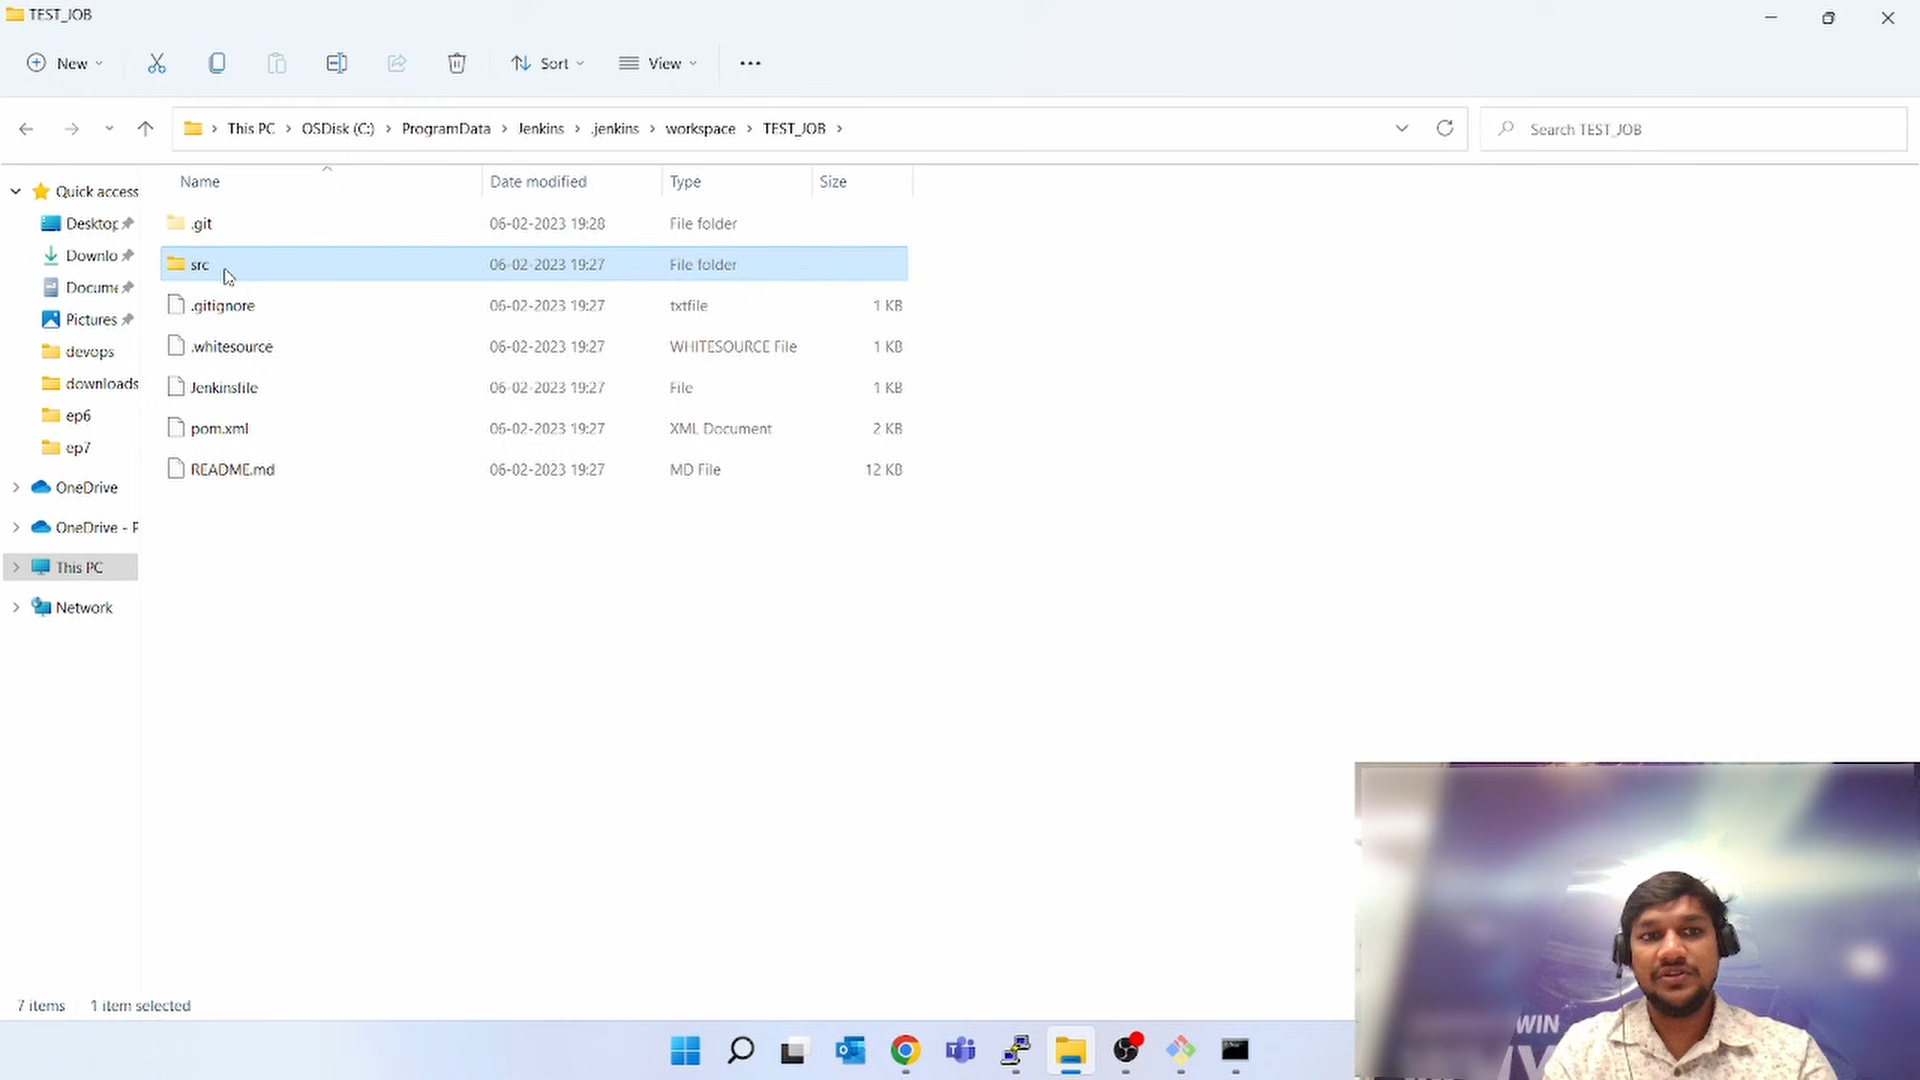 TEST_JOB
New
Sort
View
This PC
OSDisk (C:)
ProgramData
Jenkins
.jenkins
workspace
TEST_JOB
Search TEST_JOB
Name Date modified Type Size
.git 06-02-2023 19:28 File folder
src 06-02-2023 19:27 File folder
.gitignore 06-02-2023 19:27 txtfile 1 KB
.whitesource 06-02-2023 19:27 WHITESOURCE File 1 KB
Jenkinsfile 06-02-2023 19:27 File 1 KB
pom.xml 06-02-2023 19:27 XML Document 2 KB
README.md 06-02-2023 19:27 MD File 12 KB
Quick access
Desktop
Downlo
Docume
Pictures
devops
downloads
ep6
ep7
OneDrive
OneDrive - P
This PC
Network
7 items 1 item selected
WIN